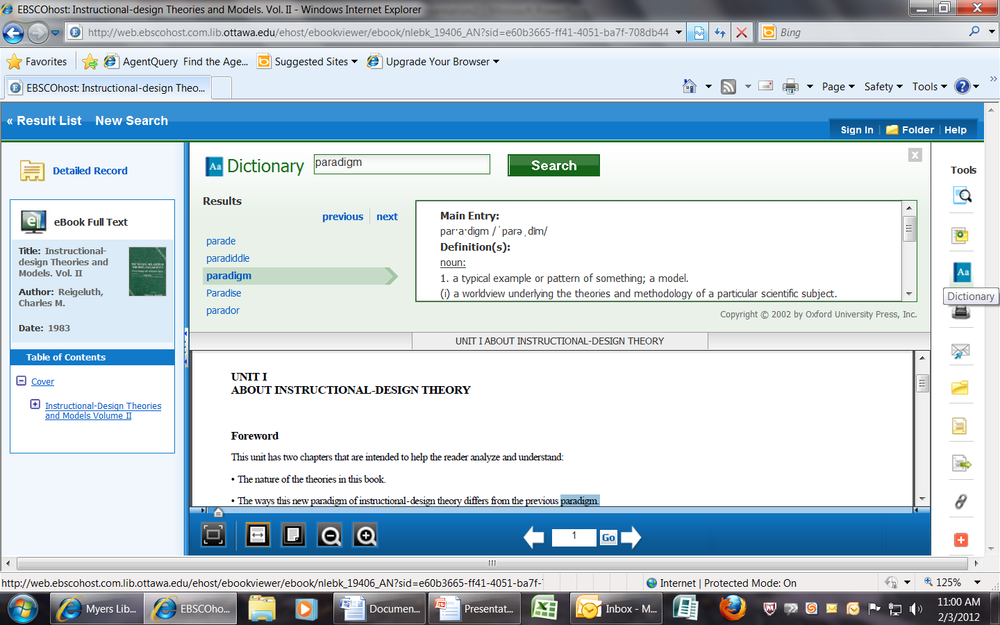 EBSCOhost: Instructional-design Theories and Models. Vol. II - Windows Internet Explorer
http://web.ebscohost.com.lib.ottawa.edu/ehost/ebookviewer/ebook/nlebk_19406_AN?sid=e60b3665-ff41-4051-ba7f-708db44
Bing
Favorites
AgentQuery Find the Age...
Suggested Sites
Upgrade Your Browser
EBSCOhost: Instructional-design Theo...
Page
Safety
Tools
« Result List
New Search
Sign In
Folder
Help
Detailed Record
eBook Full Text
Title: Instructional-
design Theories and
Models. Vol. II
Author: Reigeluth,
Charles M.
Date: 1983
Table of Contents
Cover
Instructional-Design Theories
and Models Volume II
Aa Dictionary
paradigm
Search
Results
previous
next
parade
paradiddle
paradigm
Paradise
parador
Main Entry:
par·a·digm /ˈparəˌdīm/
Definition(s):
noun:
1. a typical example or pattern of something; a model.
(i) a worldview underlying the theories and methodology of a particular scientific subject.
Copyright © 2002 by Oxford University Press, Inc.
Tools
Aa
Dictionary
UNIT I ABOUT INSTRUCTIONAL-DESIGN THEORY
UNIT I
ABOUT INSTRUCTIONAL-DESIGN THEORY
Foreword
This unit has two chapters that are intended to help the reader analyze and understand:
• The nature of the theories in this book.
• The ways this new paradigm of instructional-design theory differs from the previous paradigm.
1
Go
http://web.ebscohost.com.lib.ottawa.edu/ehost/ebookviewer/ebook/nlebk_19406_AN?sid=e60b3665-ff41-4051-ba7f-
Internet | Protected Mode: On
125%
Myers Lib...
EBSCOho...
Documen...
Presentat...
Inbox - M...
11:00 AM
2/3/2012